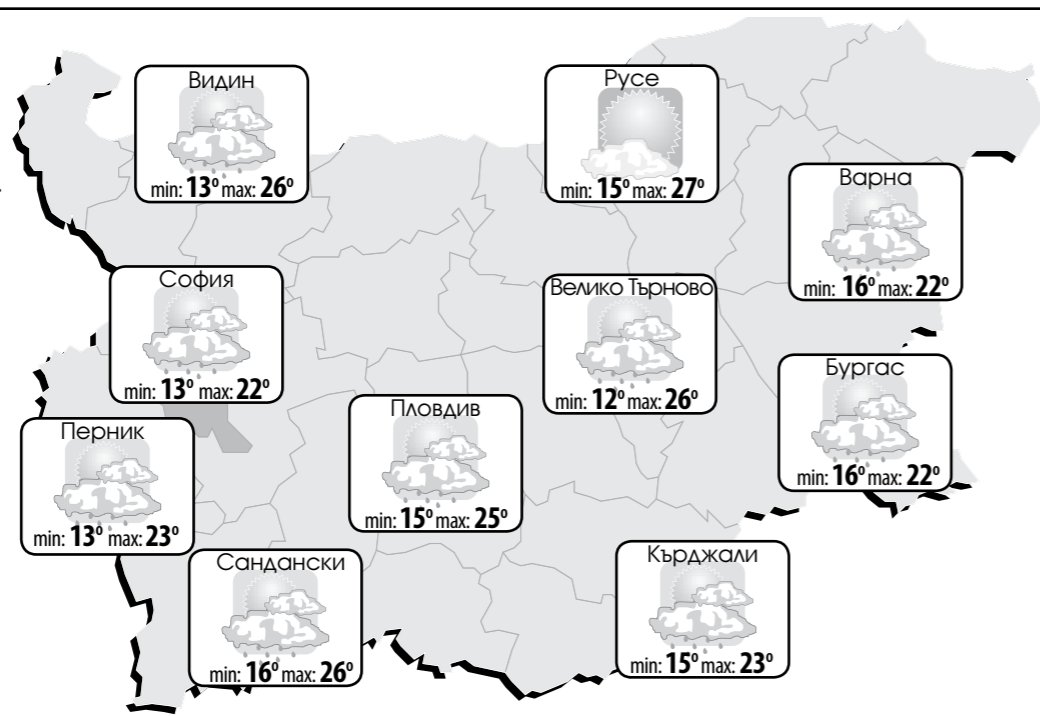 Видин
min: 13° max: 26°
Русе
min: 15° max: 27°
Варна
min: 16° max: 22°
София
min: 13° max: 22°
Велико Търново
min: 12° max: 26°
Бургас
min: 16° max: 22°
Пловдив
min: 15° max: 25°
Перник
min: 13° max: 23°
Сандански
min: 16° max: 26°
Кърджали
min: 15° max: 23°